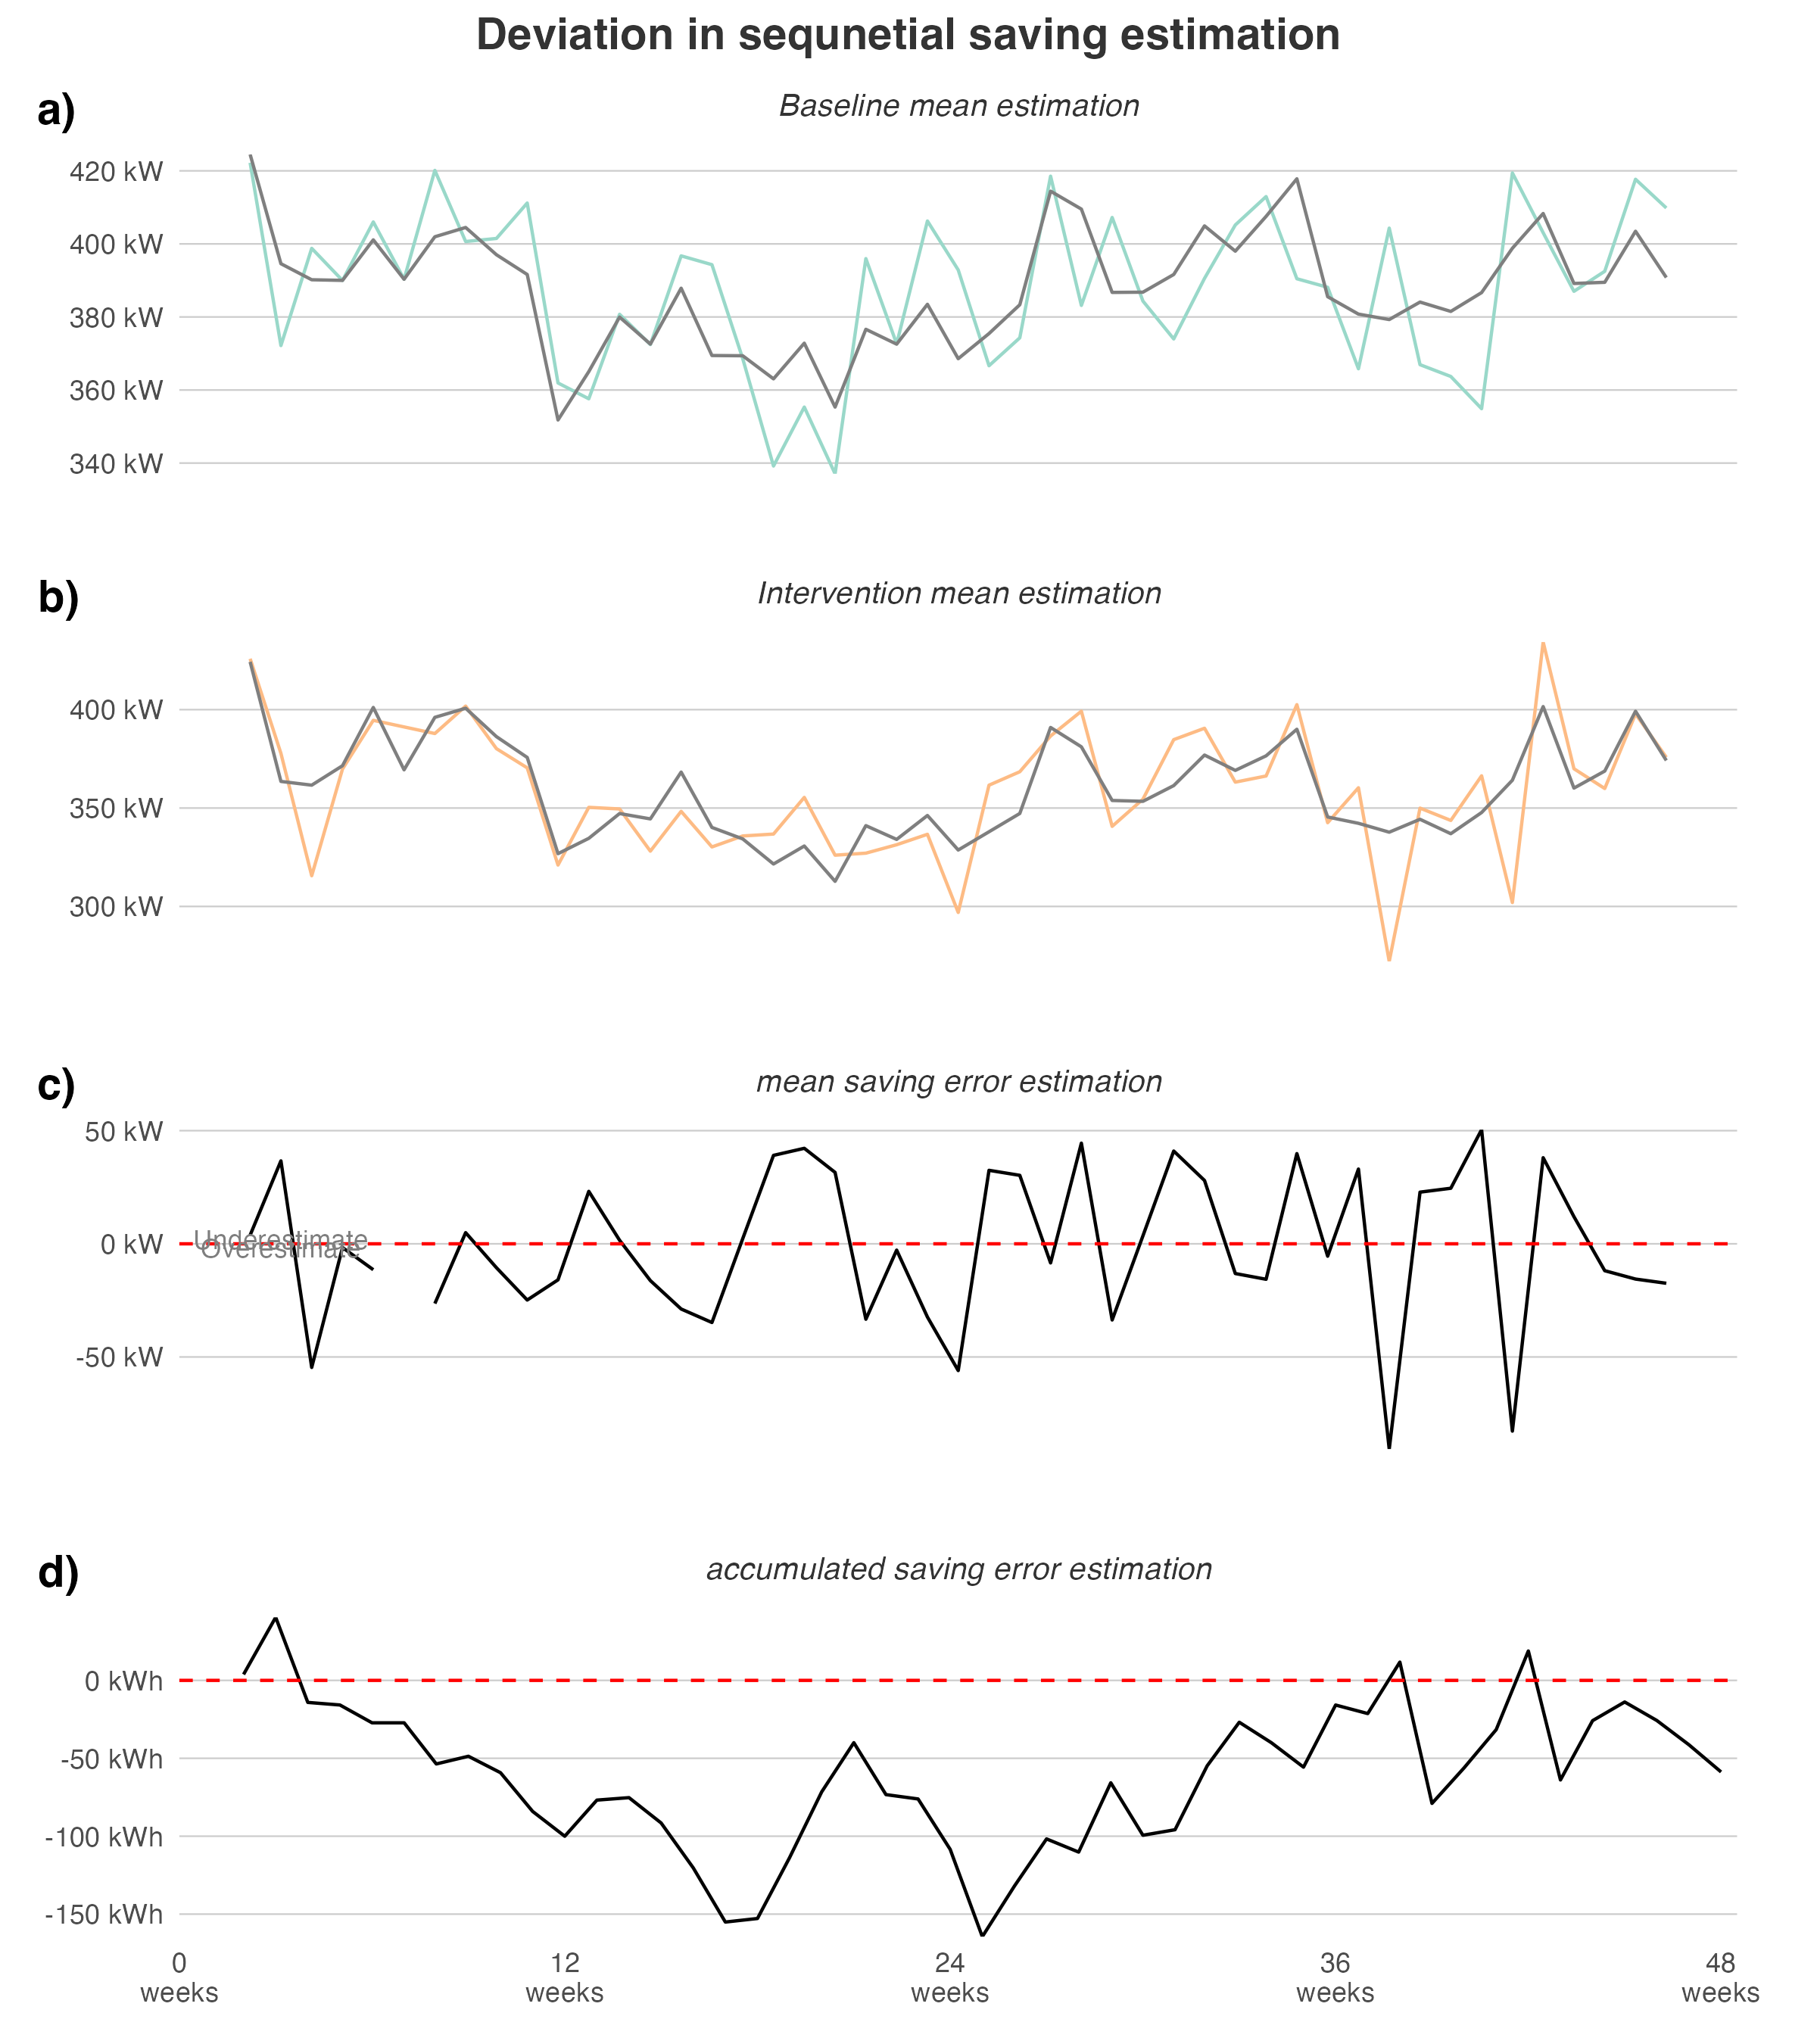 Deviation in sequnetial saving estimation
a)
Baseline mean estimation
420 kW
400 kW
380 kW
360 kW
340 kW
b)
Intervention mean estimation
400 kW
350 kW
300 kW
c)
mean saving error estimation
50 kW
0 kW
-50 kW
Underestimate
Overestimate
d)
accumulated saving error estimation
0 kWh
-50 kWh
-100 kWh
-150 kWh
0 weeks
12 weeks
24 weeks
36 weeks
48 weeks